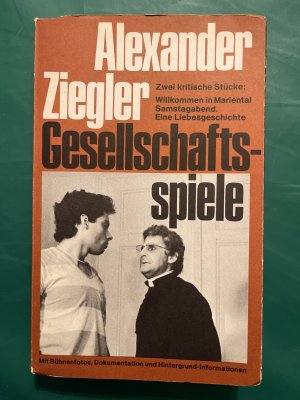 Alexander
Ziegler
Zwei kritische Stücke:
Willkommen in Mariental
Samstagabend.
Eine Liebesgeschichte
Gesellschafts-
spiele
Mit Bühnenfotos, Dokumentation und Hintergrund-Informationen